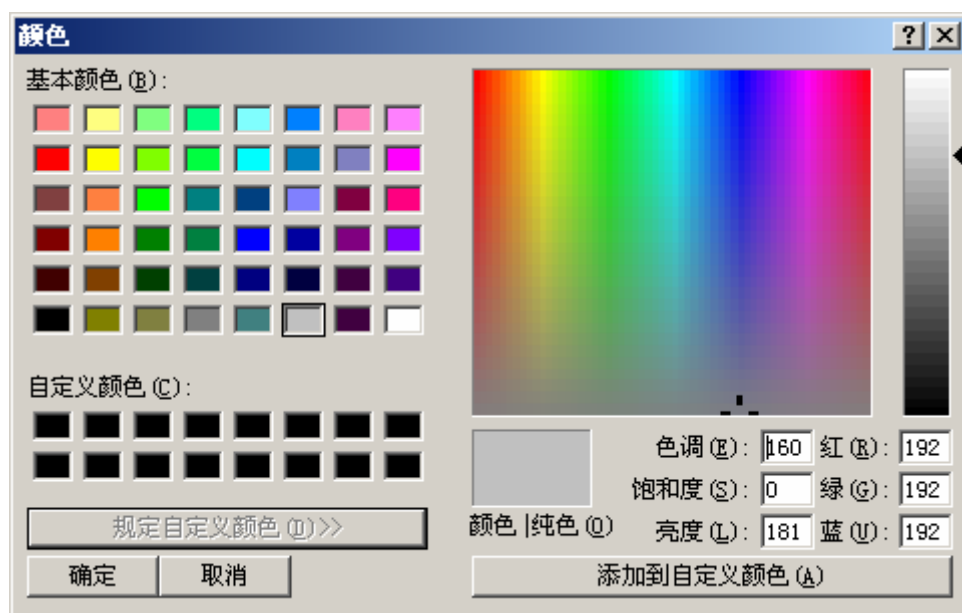 颜色
基本颜色(B):
自定义颜色(C):
规定自定义颜色(D)>>
确定 取消
色调(E): 160 红(R): 192
饱和度(S): 0 绿(G): 192
颜色|纯色(O) 亮度(L): 181 蓝(U): 192
添加到自定义颜色(A)